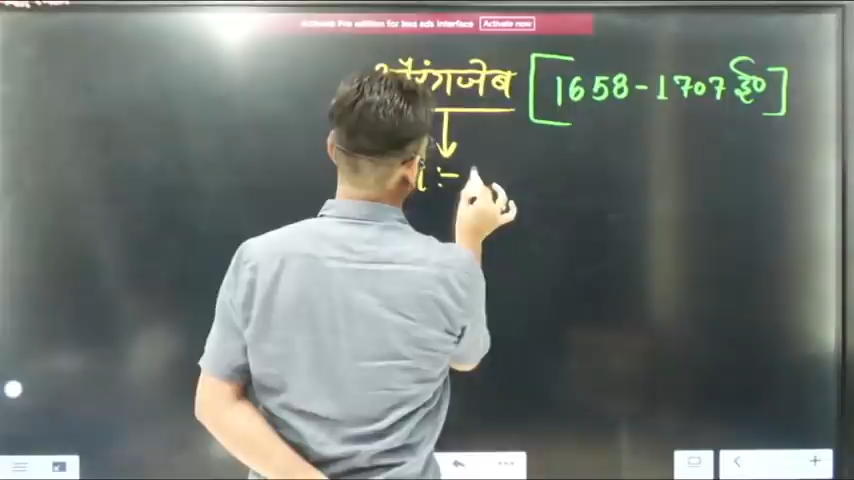 Activate Pro edition for less ads interface Activate now
औरंगजेब [1658-1707 ई०]
:-